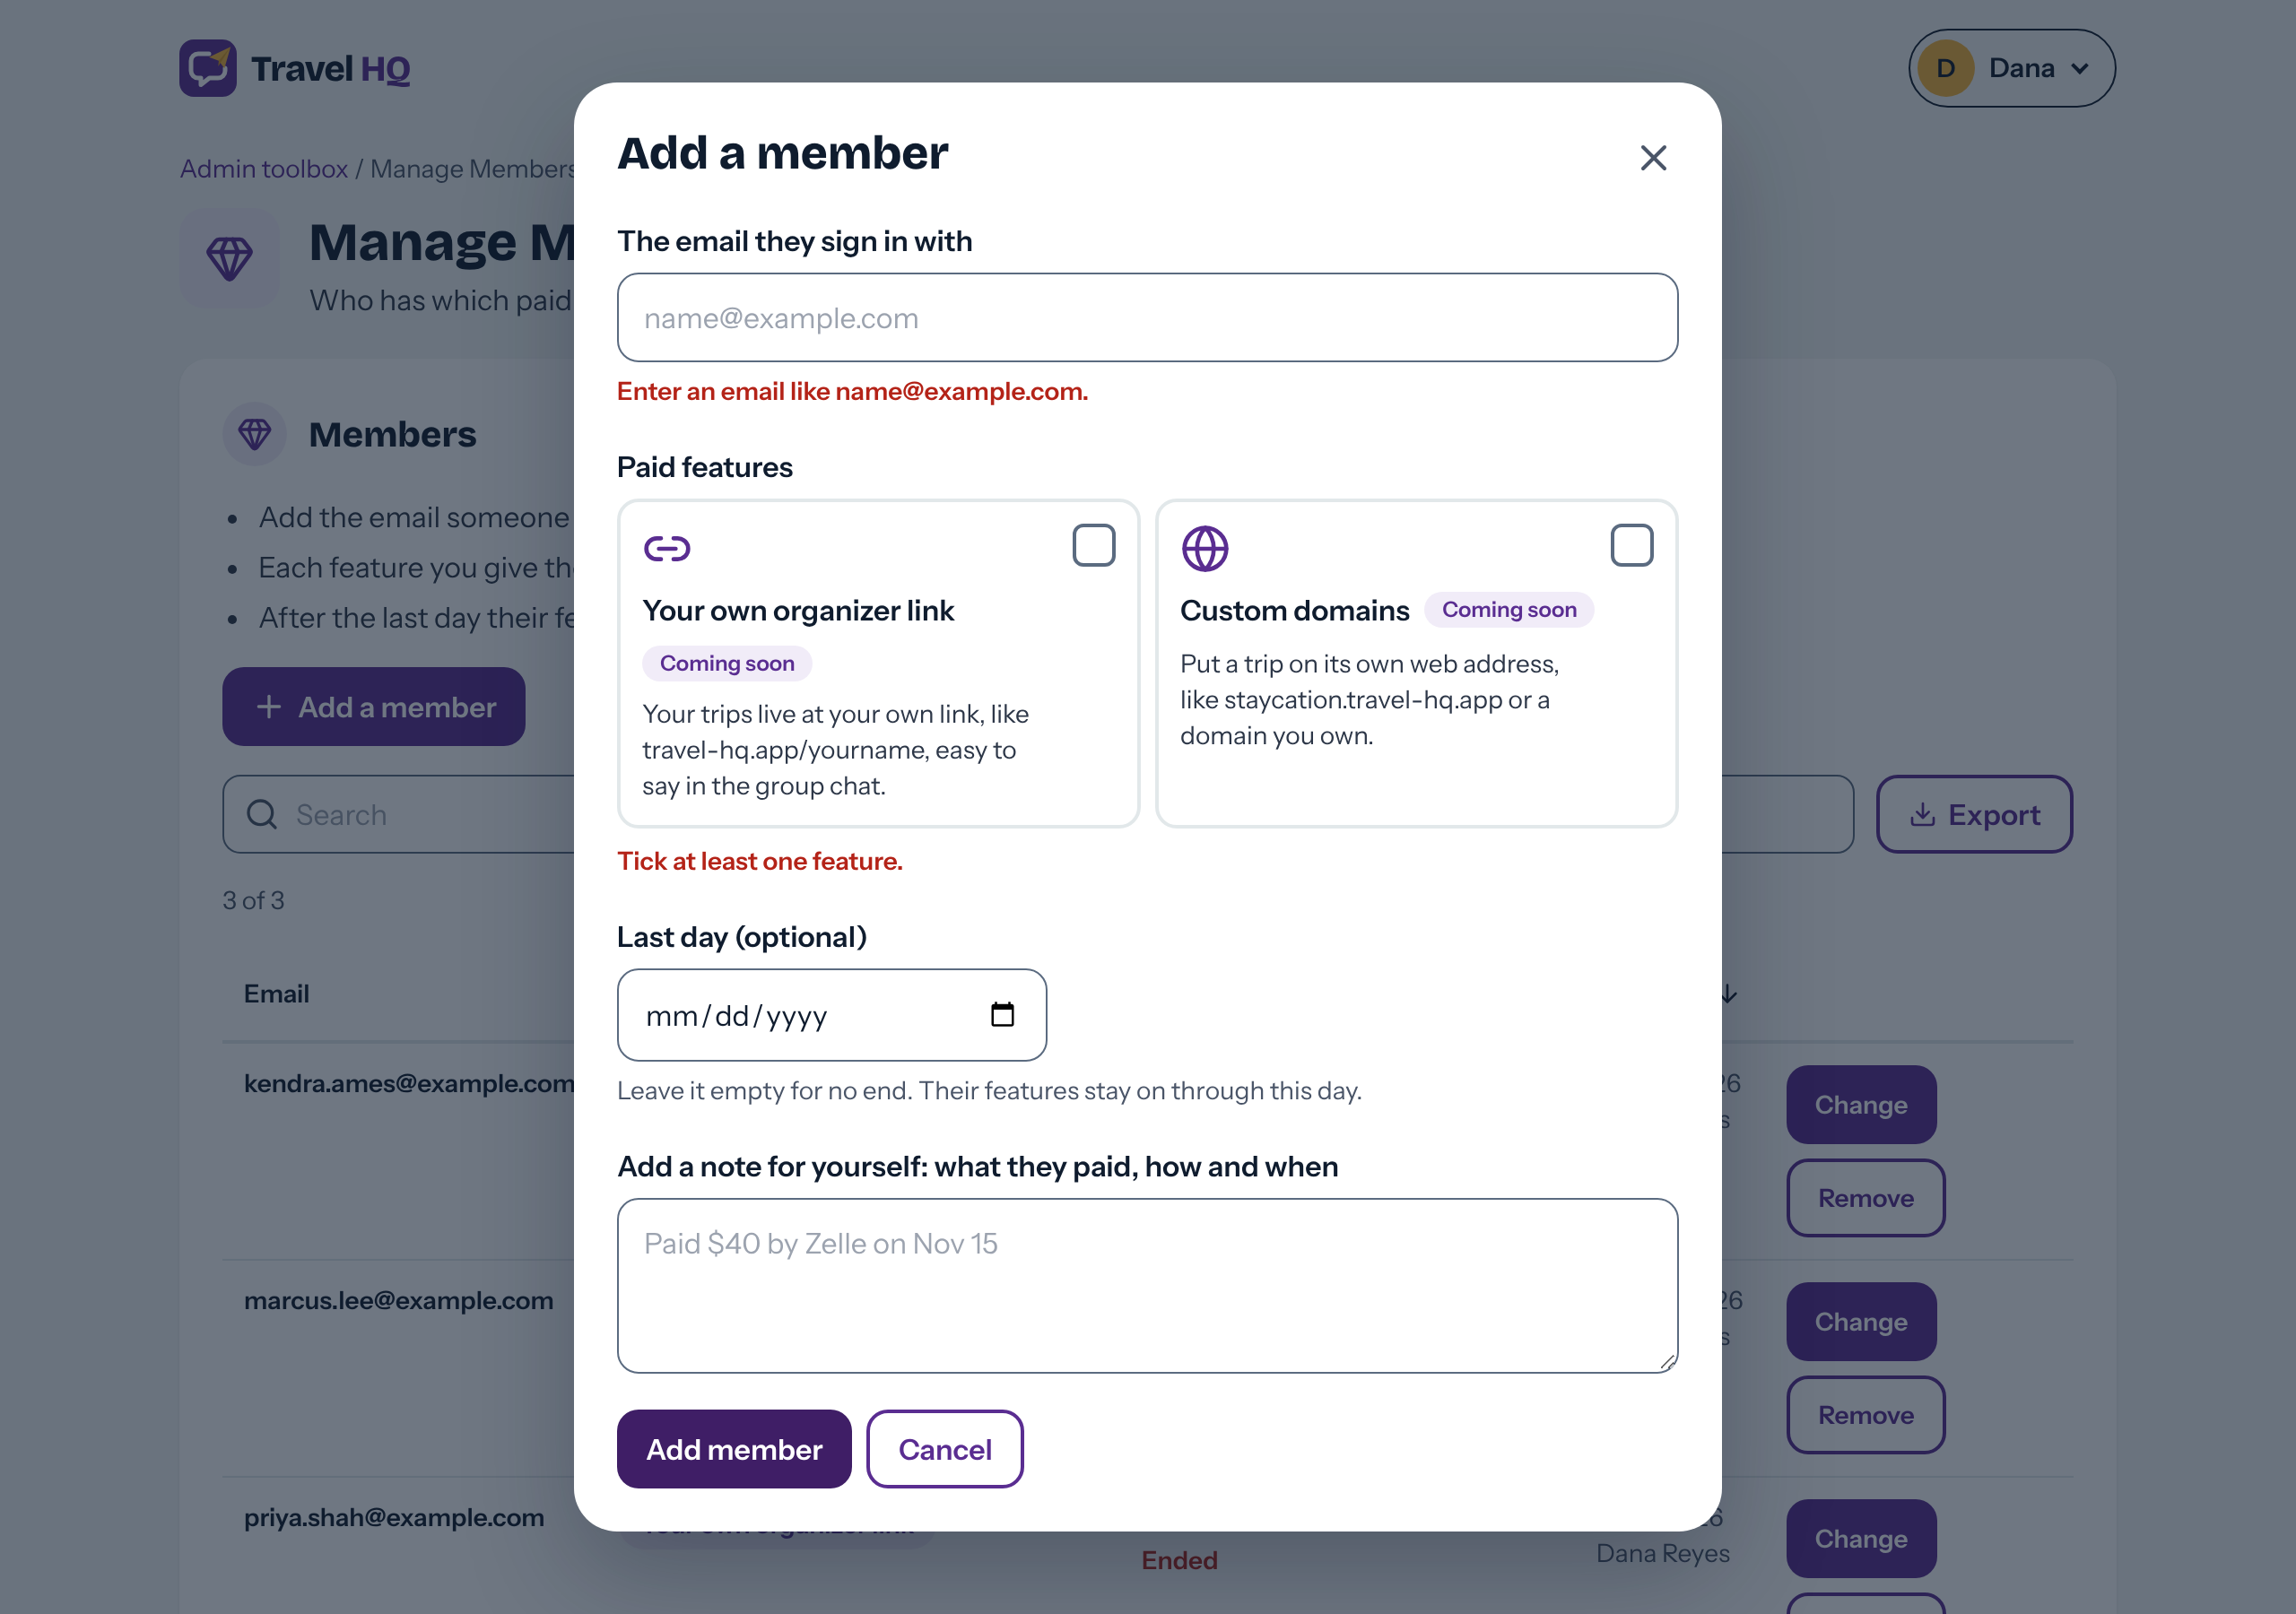 Travel HQ
D Dana
Admin toolbox / Manage Members
Manage
Who has which paid
Members
Add the email someone
Each feature you give
After the last day their
Add a member
Search
Export
3 of 3
Email
kendra.ames@example.com
Change
Remove
marcus.lee@example.com
Change
Remove
priya.shah@example.com
Ended
Dana Reyes
Change
Add a member
The email they sign in with
name@example.com
Enter an email like name@example.com.
Paid features
Your own organizer link
Coming soon
Your trips live at your own link, like
travel-hq.app/yourname, easy to
say in the group chat.
Custom domains Coming soon
Put a trip on its own web address,
like staycation.travel-hq.app or a
domain you own.
Tick at least one feature.
Last day (optional)
mm/dd/yyyy
Leave it empty for no end. Their features stay on through this day.
Add a note for yourself: what they paid, how and when
Paid $40 by Zelle on Nov 15
Add member
Cancel